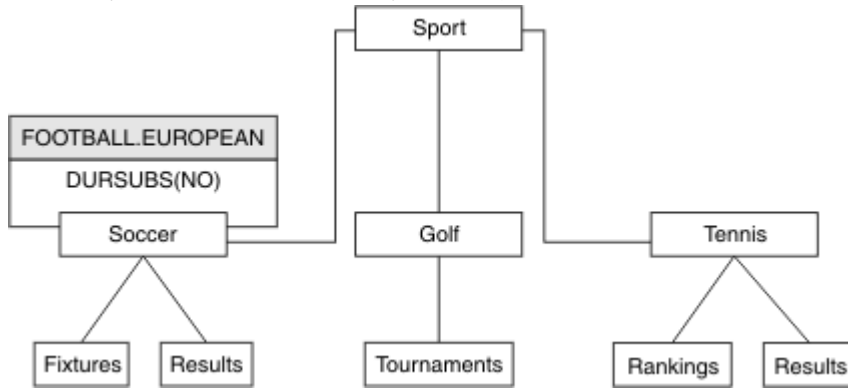 Sport
FOOTBALL.EUROPEAN
DURSUBS(NO)
Soccer
Golf
Tennis
Fixtures
Results
Tournaments
Rankings
Results